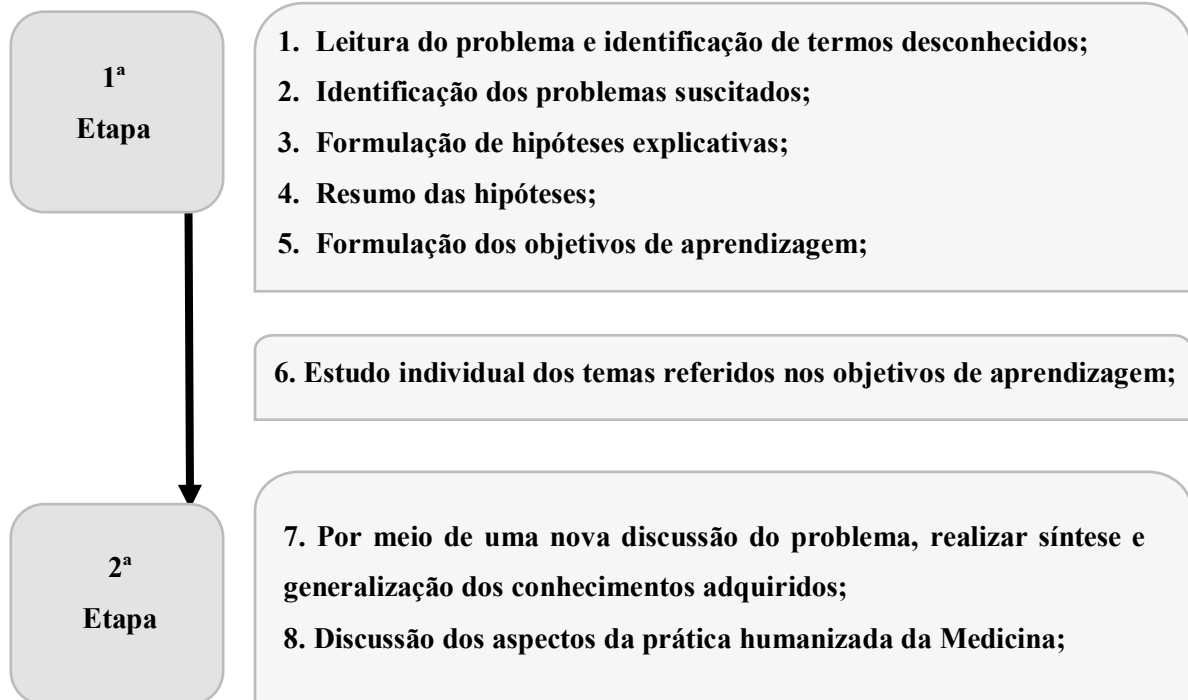 1ª
Etapa
1. Leitura do problema e identificação de termos desconhecidos;
2. Identificação dos problemas suscitados;
3. Formulação de hipóteses explicativas;
4. Resumo das hipóteses;
5. Formulação dos objetivos de aprendizagem;
6. Estudo individual dos temas referidos nos objetivos de aprendizagem;
2ª
Etapa
7. Por meio de uma nova discussão do problema, realizar síntese e
generalização dos conhecimentos adquiridos;
8. Discussão dos aspectos da prática humanizada da Medicina;